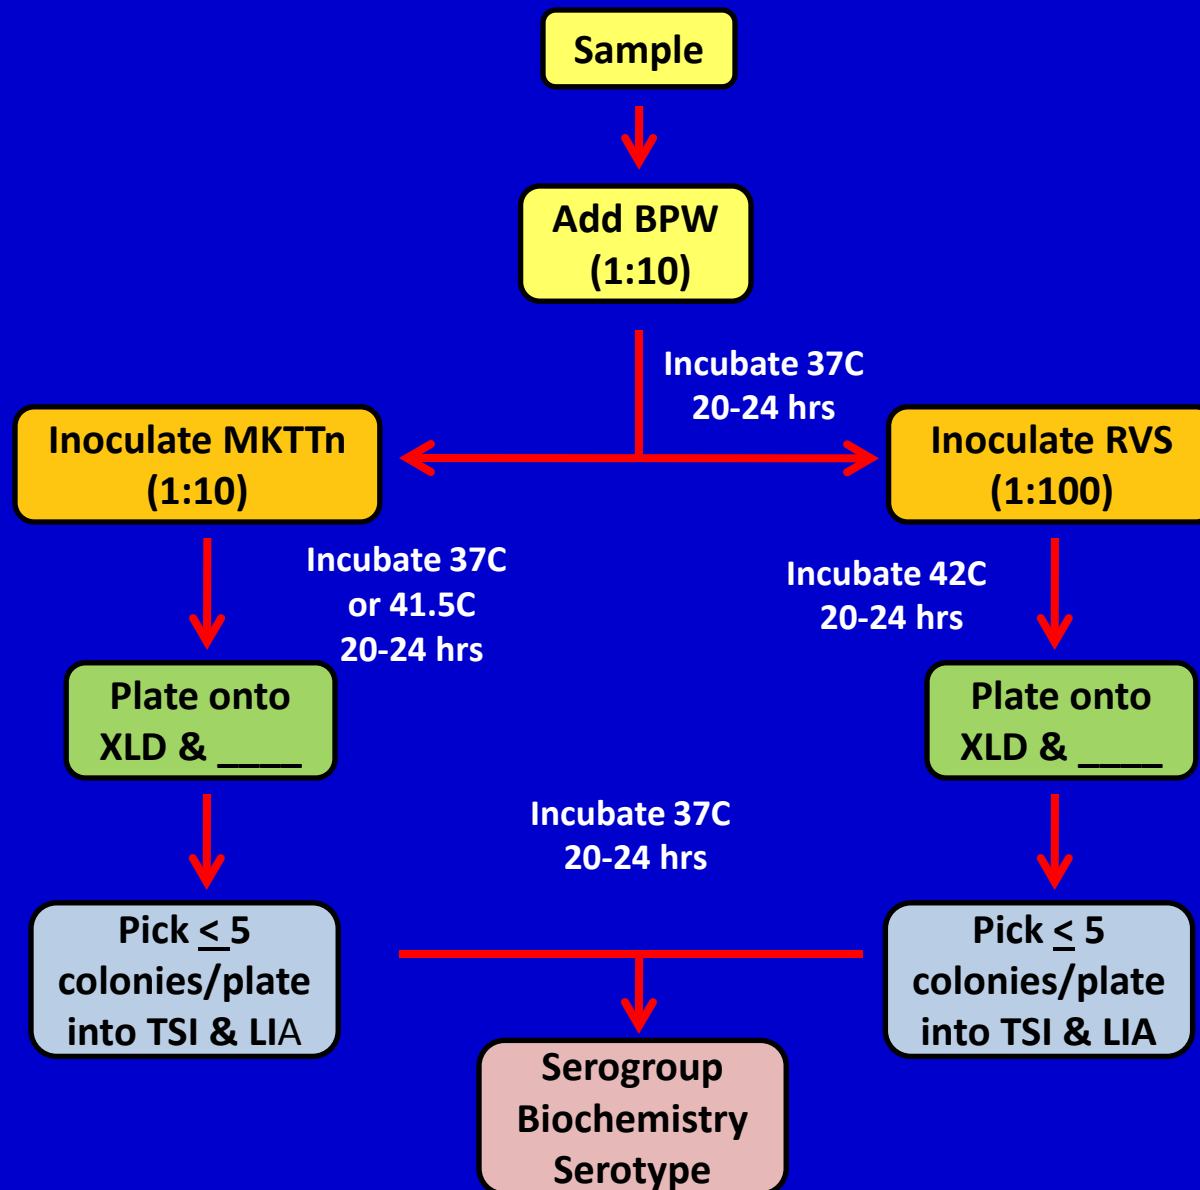 Sample
Add BPW
(1:10)
Incubate 37C
20-24 hrs
Inoculate MKTTn
(1:10)
Inoculate RVS
(1:100)
Incubate 37C
or 41.5C
20-24 hrs
Incubate 42C
20-24 hrs
Plate onto
XLD & ____
Plate onto
XLD & ____
Incubate 37C
20-24 hrs
Pick < 5
colonies/plate
into TSI & LIA
Pick < 5
colonies/plate
into TSI & LIA
Serogroup
Biochemistry
Serotype